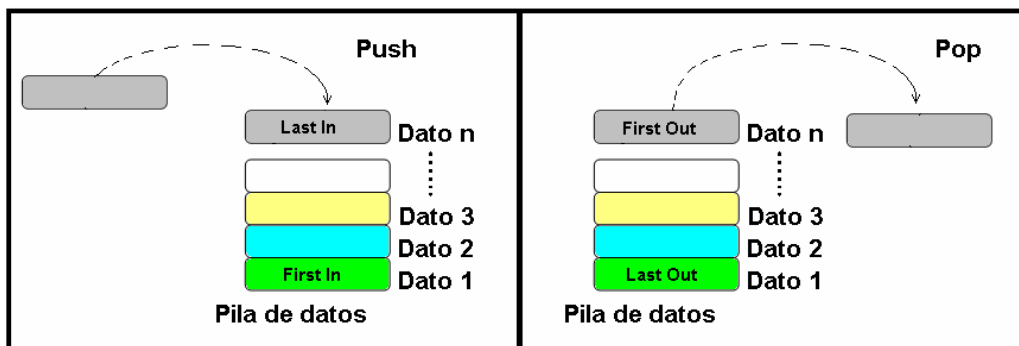 Push
Last In
Dato n
Dato 3
Dato 2
First In
Dato 1
Pila de datos
Pop
First Out
Dato n
Dato 3
Dato 2
Last Out
Dato 1
Pila de datos